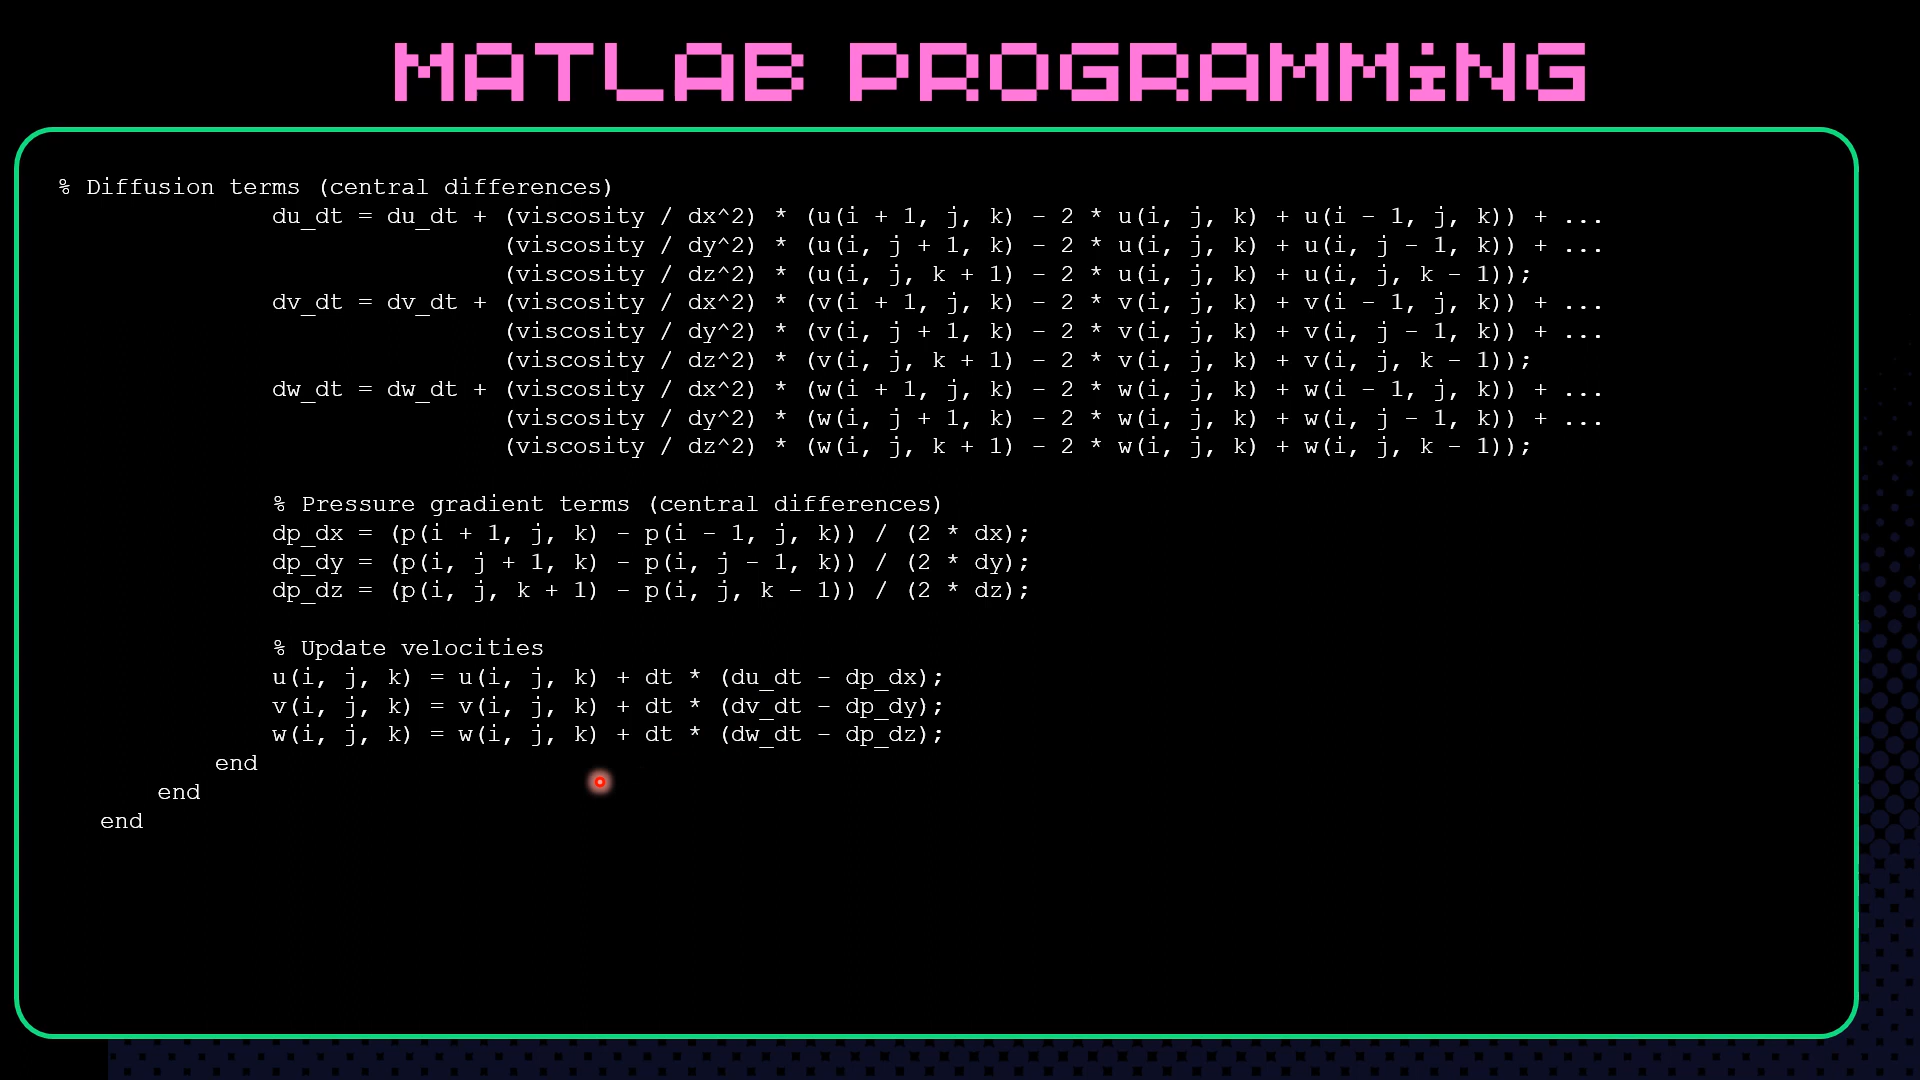 MATLAB PROGRAMMiNG
% Diffusion terms (central differences)
du_dt = du_dt + (viscosity / dx^2) * (u(i + 1, j, k) - 2 * u(i, j, k) + u(i - 1, j, k)) + ...
(viscosity / dy^2) * (u(i, j + 1, k) - 2 * u(i, j, k) + u(i, j - 1, k)) + ...
(viscosity / dz^2) * (u(i, j, k + 1) - 2 * u(i, j, k) + u(i, j, k - 1));
dv_dt = dv_dt + (viscosity / dx^2) * (v(i + 1, j, k) - 2 * v(i, j, k) + v(i - 1, j, k)) + ...
(viscosity / dy^2) * (v(i, j + 1, k) - 2 * v(i, j, k) + v(i, j - 1, k)) + ...
(viscosity / dz^2) * (v(i, j, k + 1) - 2 * v(i, j, k) + v(i, j, k - 1));
dw_dt = dw_dt + (viscosity / dx^2) * (w(i + 1, j, k) - 2 * w(i, j, k) + w(i - 1, j, k)) + ...
(viscosity / dy^2) * (w(i, j + 1, k) - 2 * w(i, j, k) + w(i, j - 1, k)) + ...
(viscosity / dz^2) * (w(i, j, k + 1) - 2 * w(i, j, k) + w(i, j, k - 1));
% Pressure gradient terms (central differences)
dp_dx = (p(i + 1, j, k) - p(i - 1, j, k)) / (2 * dx);
dp_dy = (p(i, j + 1, k) - p(i, j - 1, k)) / (2 * dy);
dp_dz = (p(i, j, k + 1) - p(i, j, k - 1)) / (2 * dz);
% Update velocities
u(i, j, k) = u(i, j, k) + dt * (du_dt - dp_dx);
v(i, j, k) = v(i, j, k) + dt * (dv_dt - dp_dy);
w(i, j, k) = w(i, j, k) + dt * (dw_dt - dp_dz);
end
end
end